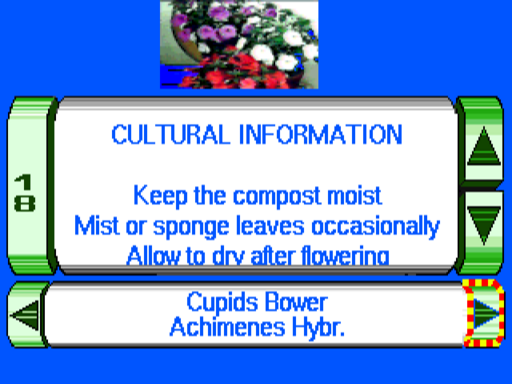 CULTURAL INFORMATION
18
Keep the compost moist
Mist or sponge leaves occasionally
Allow to dry after flowering
Cupids Bower
Achimenes Hybr.